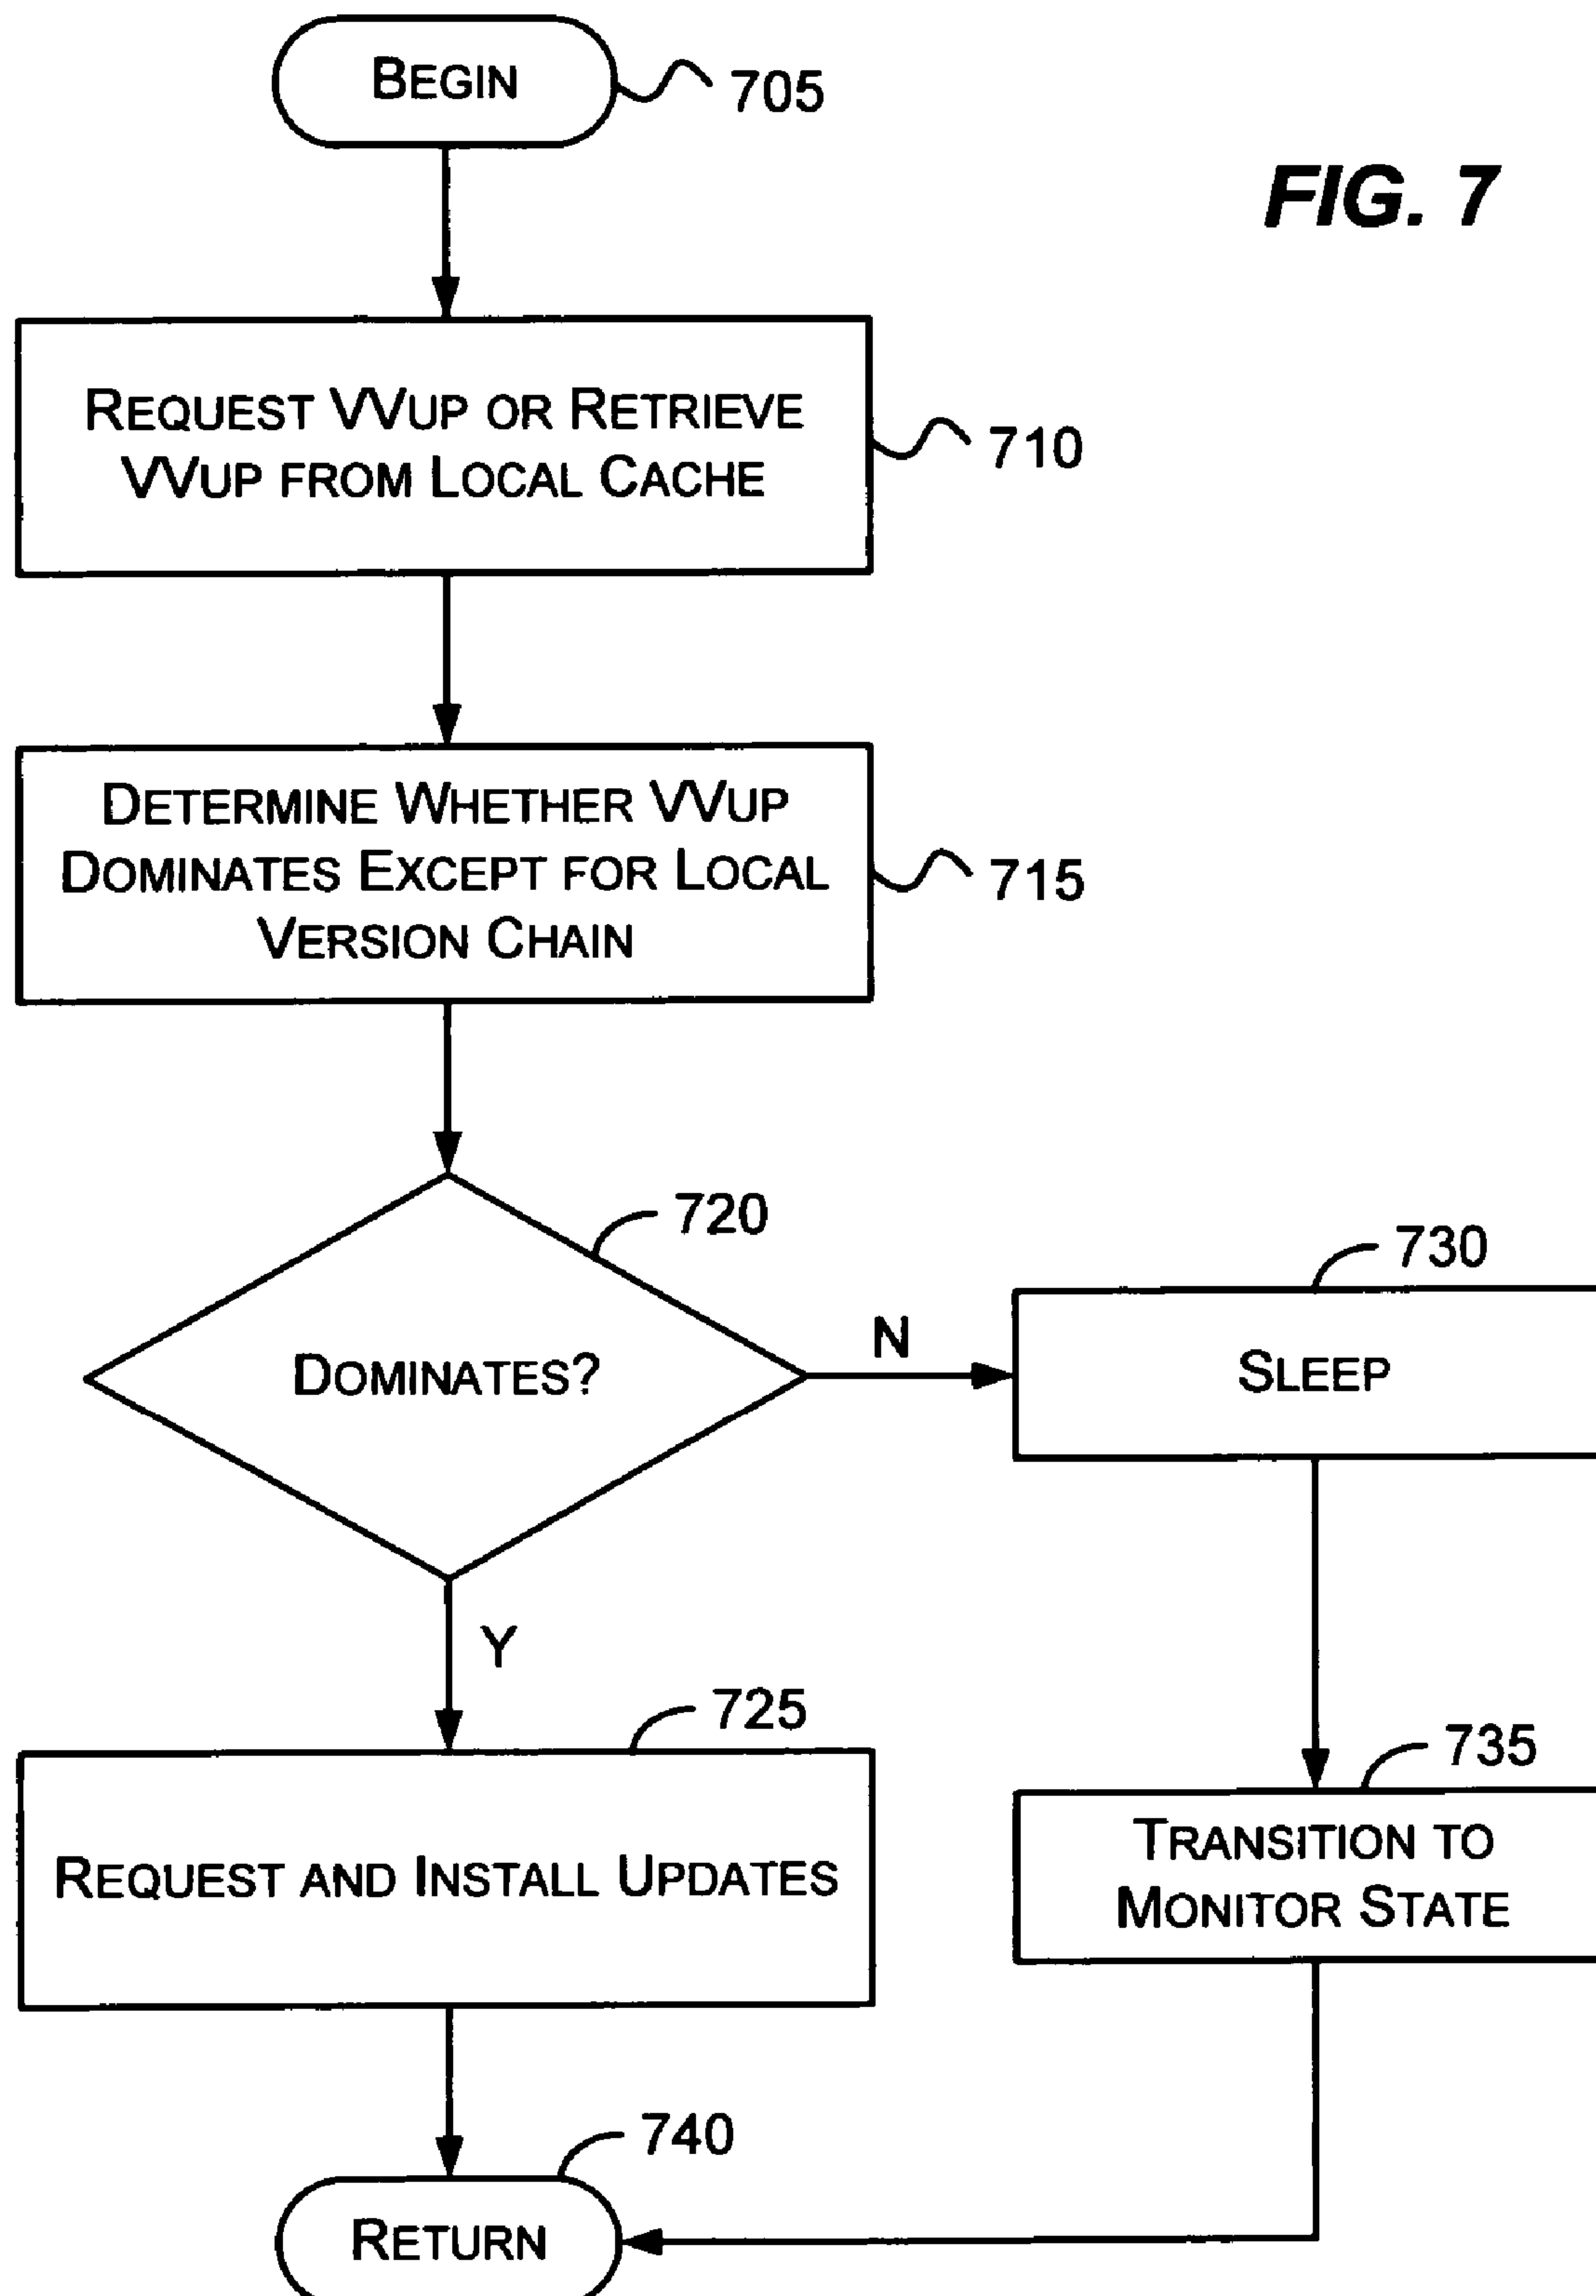 BEGIN
705
FIG. 7
REQUEST VVUP OR RETRIEVE
VVUP FROM LOCAL CACHE
710
DETERMINE WHETHER VVUP
DOMINATES EXCEPT FOR LOCAL
VERSION CHAIN
715
720
DOMINATES?
N
730
SLEEP
Y
725
REQUEST AND INSTALL UPDATES
735
TRANSITION TO
MONITOR STATE
740
RETURN